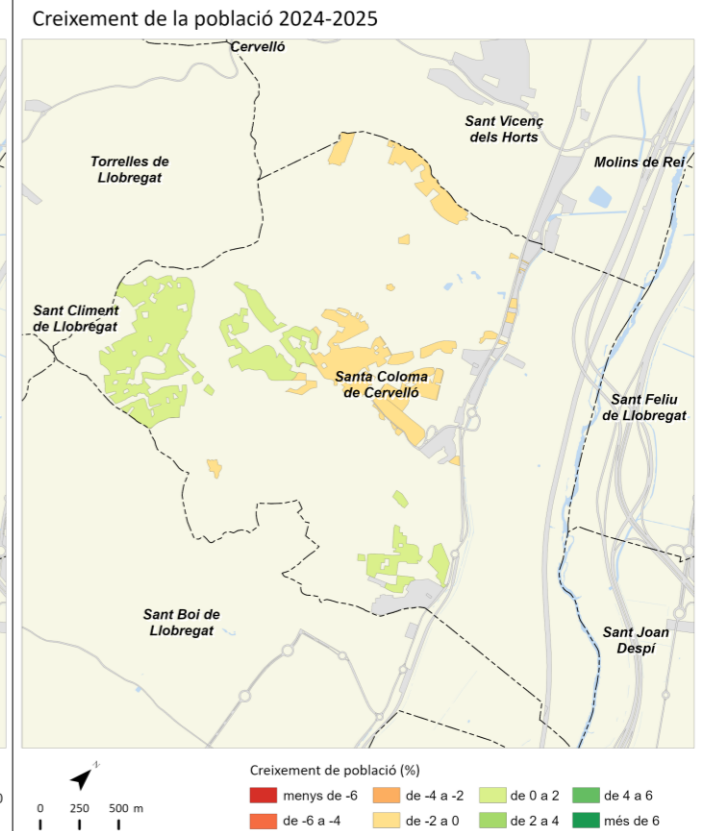 Creixement de la població 2024-2025
Cervelló
Sant Vicenç
dels Horts
Torrelles de
Llobregat
Molins de Rei
Sant Climent
de Llobregat
Santa Coloma
de Cervelló
Sant Feliu
de Llobregat
Sant Boi de
Llobregat
Sant Joan
Despí
N
0 250 500 m
Creixement de població (%)
menys de -6
de -4 a -2
de 0 a 2
de 4 a 6
de -6 a -4
de -2 a 0
de 2 a 4
més de 6